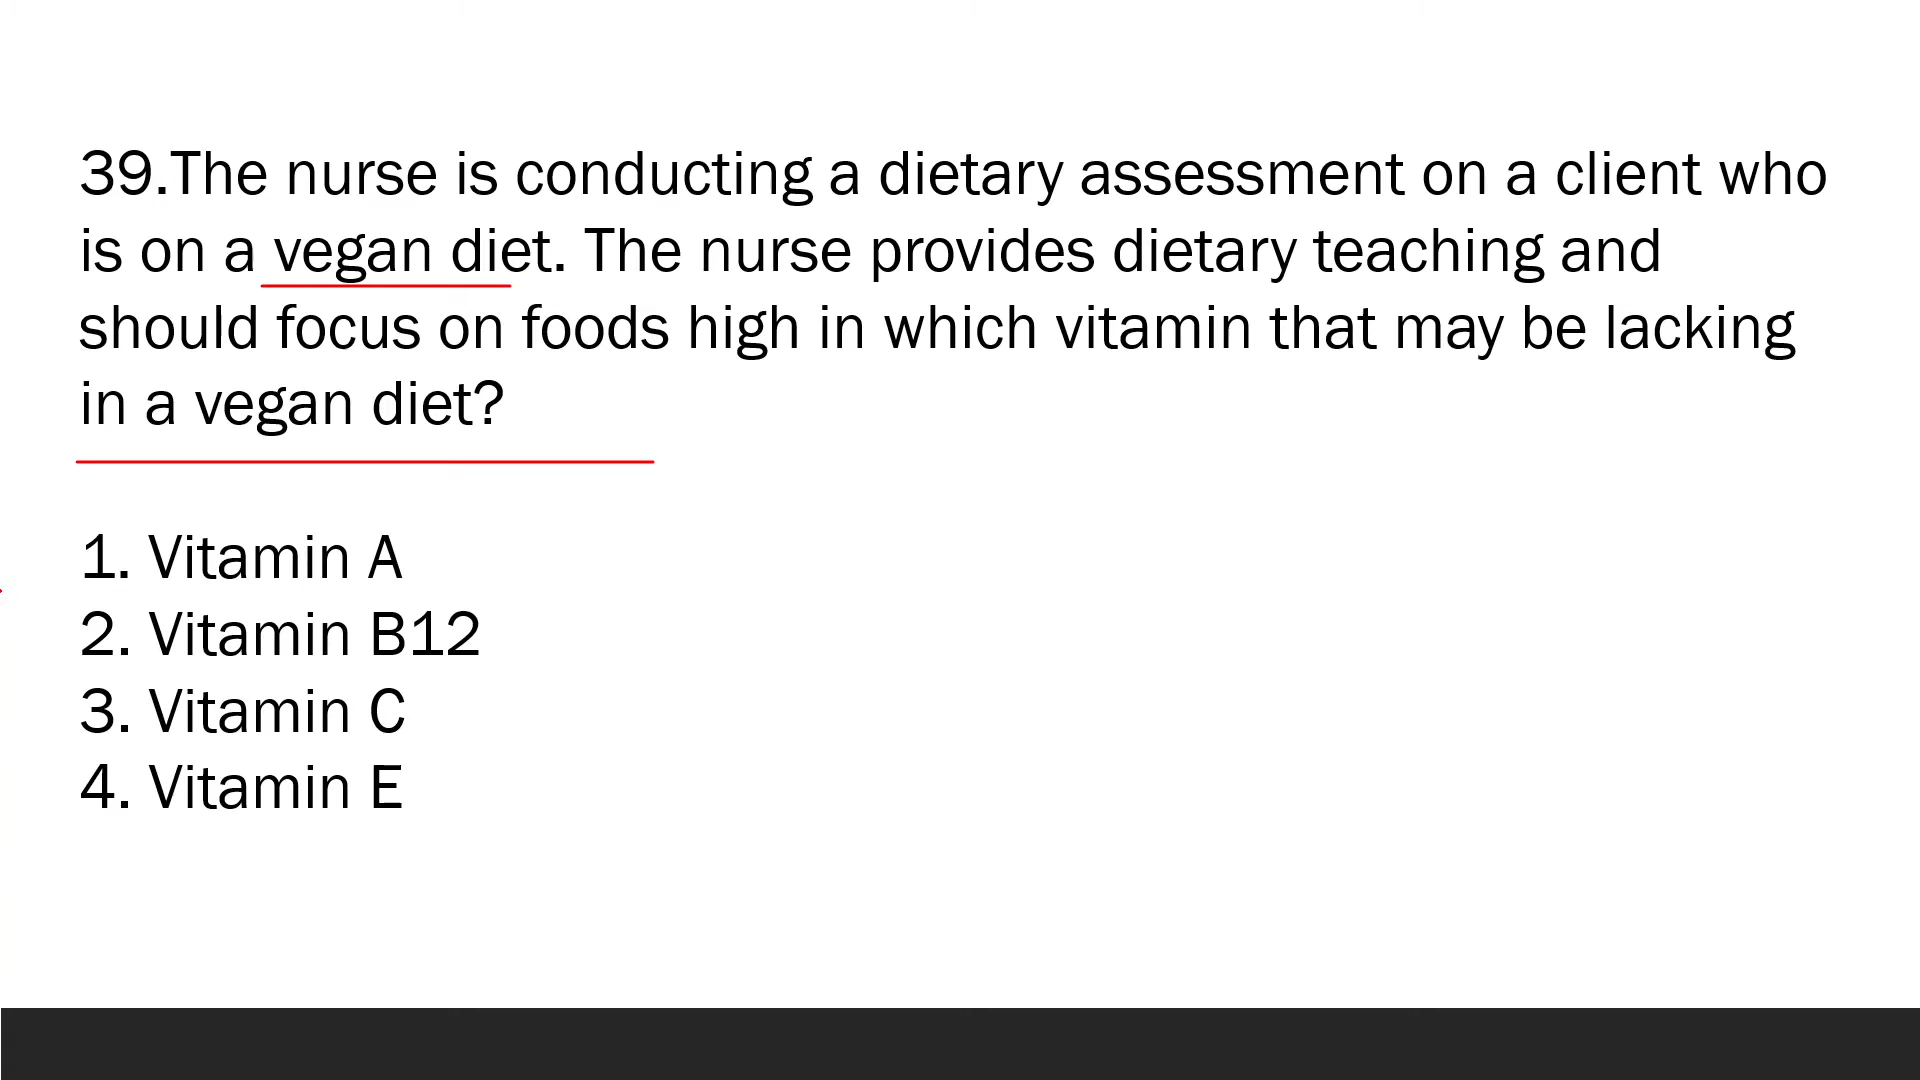 39.The nurse is conducting a dietary assessment on a client who
is on a vegan diet. The nurse provides dietary teaching and
should focus on foods high in which vitamin that may be lacking
in a vegan diet?
1. Vitamin A
2. Vitamin B12
3. Vitamin C
4. Vitamin E